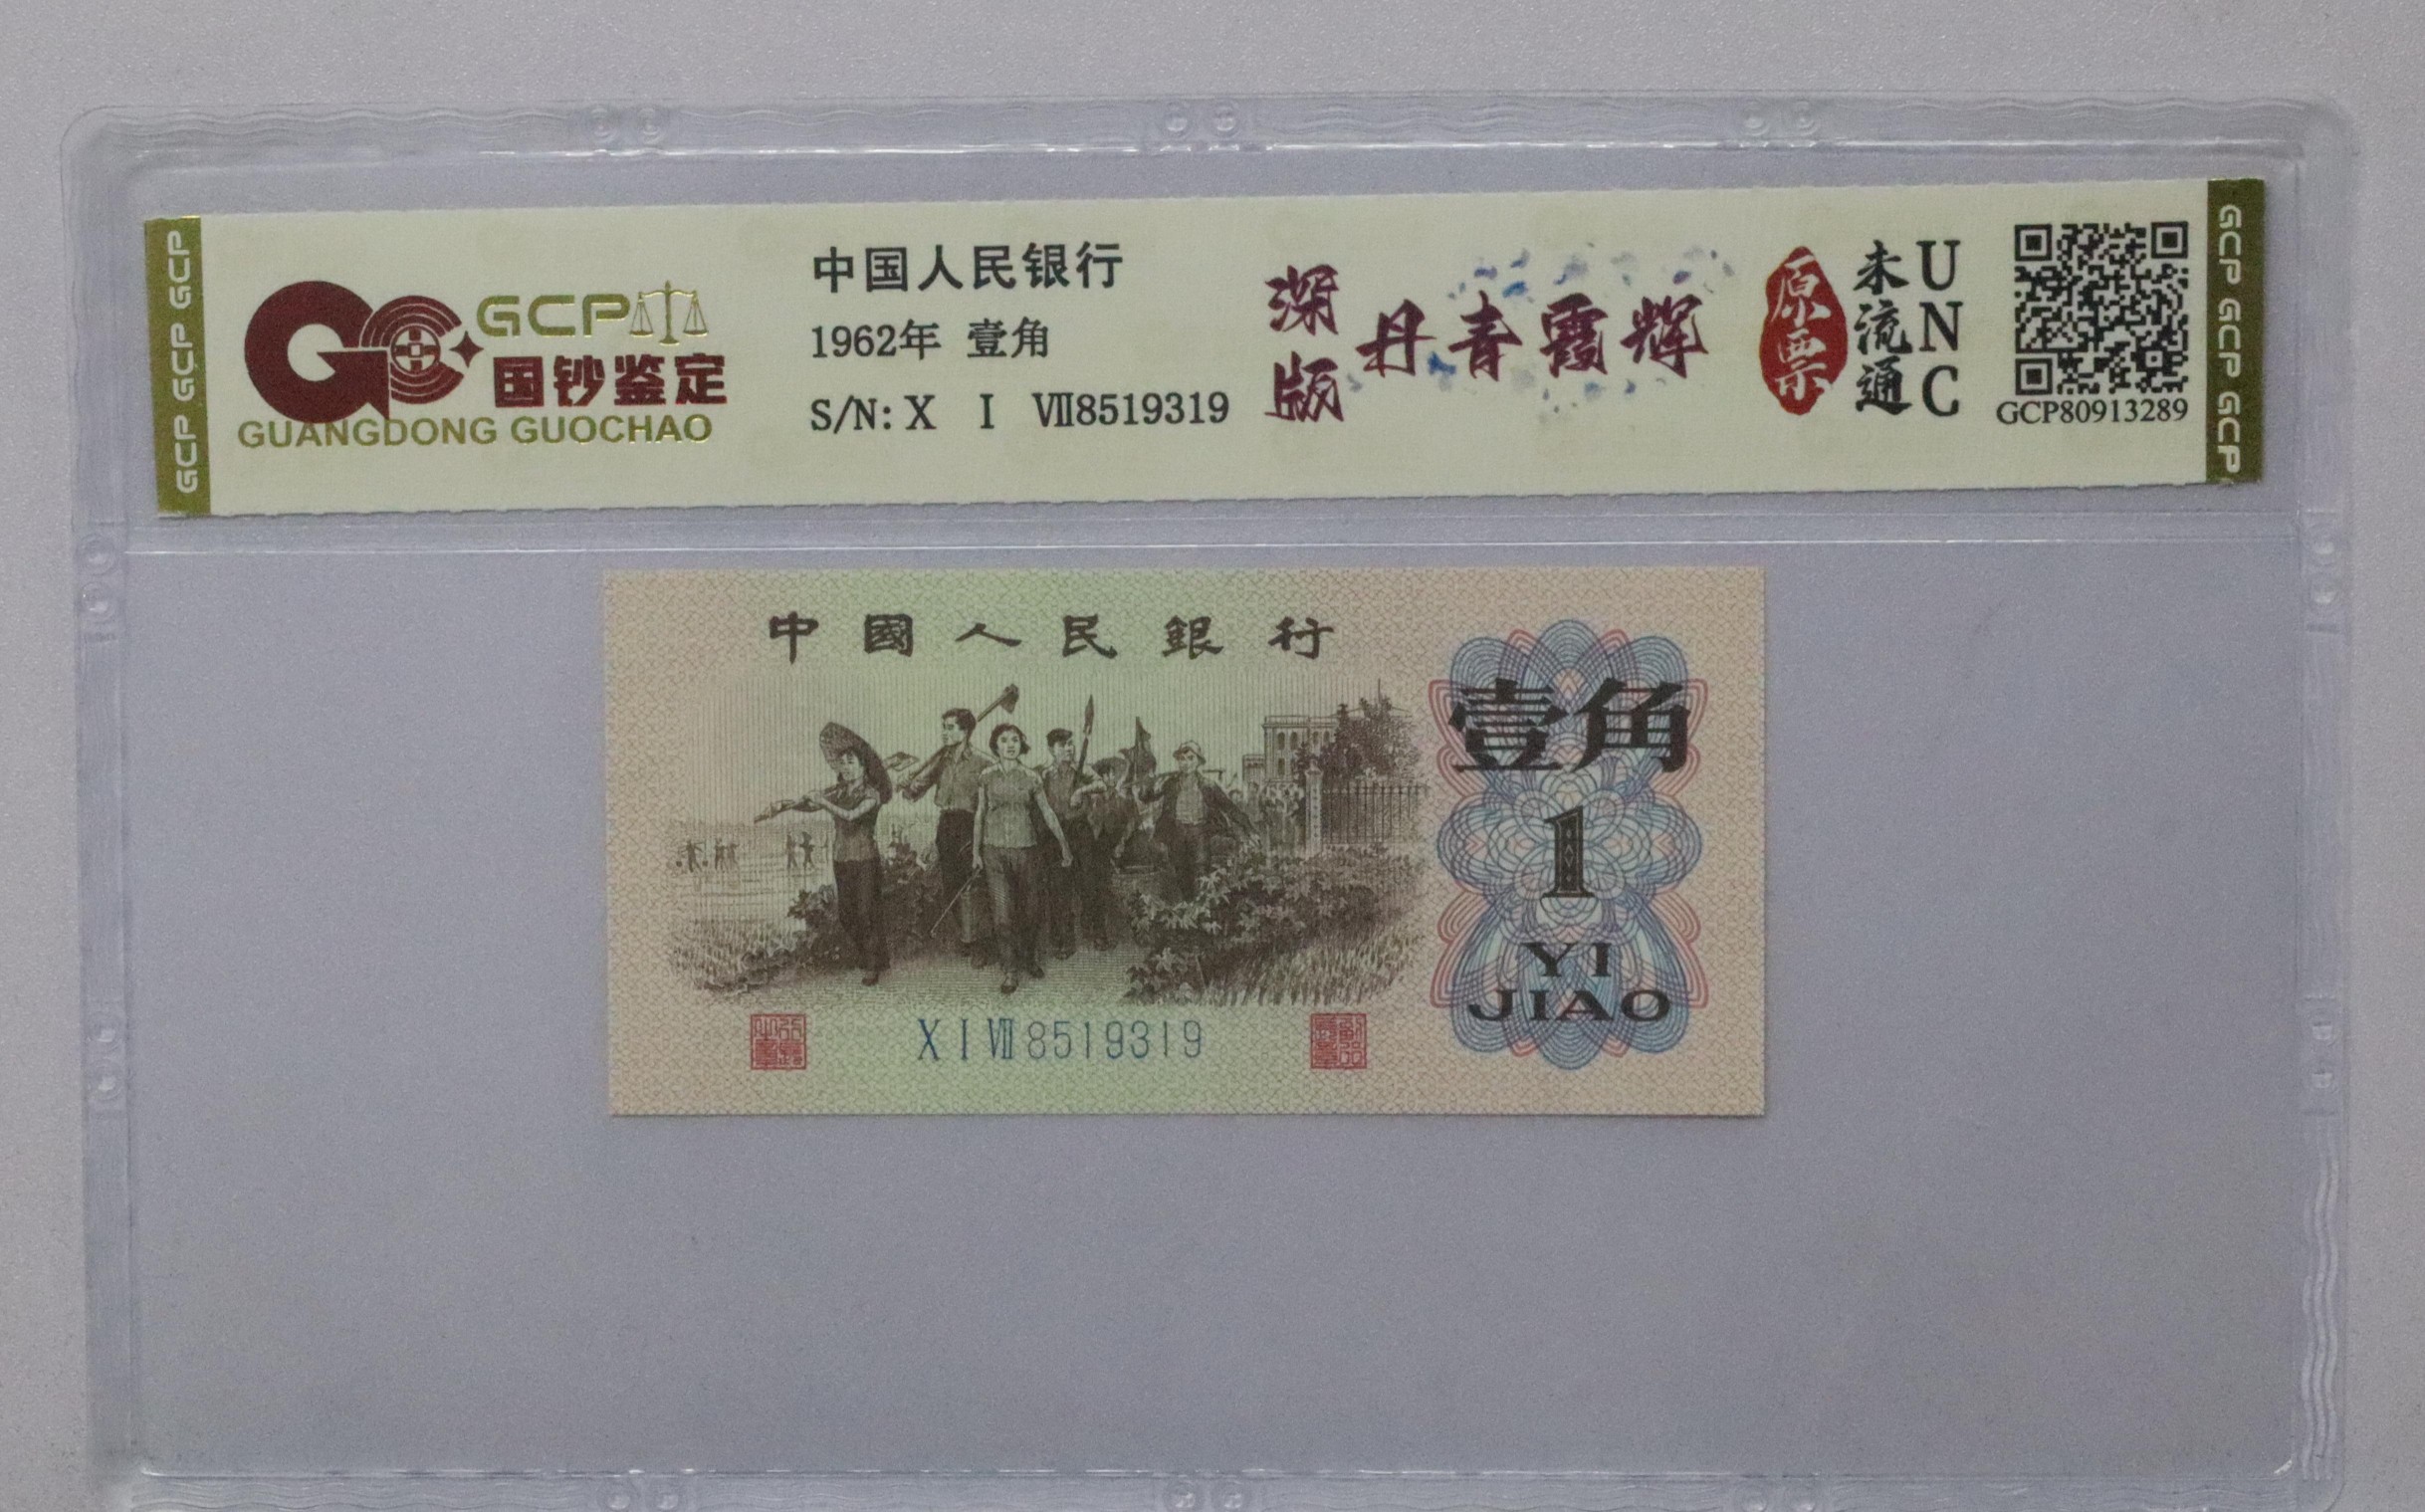 GCP GCP GCP
GCP
国钞鉴定
GUANGDONG GUOCHAO
中国人民银行
1962年 壹角
S/N: X I Ⅶ8519319
深版
丹青霞辉
原票
未流通
UNC
GCP80913289
GCP GCP GCP
中國人民銀行
壹角
1
YI
JIAO
X I Ⅶ 8519319